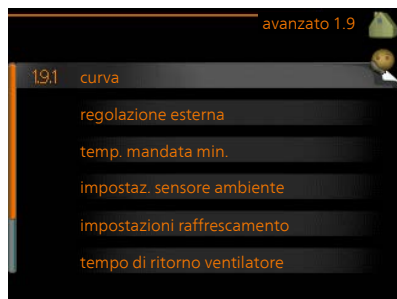 avanzato 1.9
1.9.1 curva
regolazione esterna
temp. mandata min.
impostaz. sensore ambiente
impostazioni raffrescamento
tempo di ritorno ventilatore